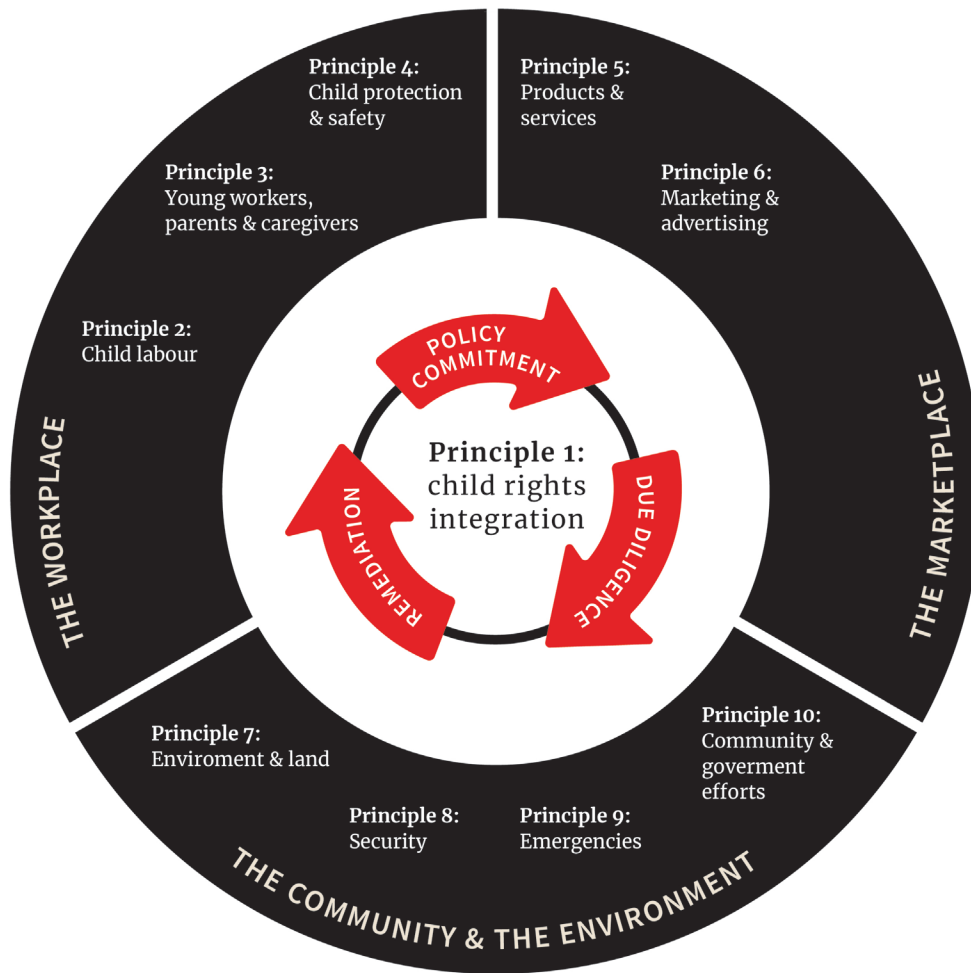 Principle 4:
Child protection
& safety
Principle 5:
Products &
services
Principle 3:
Young workers,
parents & caregivers
Principle 6:
Marketing &
advertising
Principle 2:
Child labour
THE WORKPLACE
THE MARKETPLACE
POLICY
COMMITMENT
Principle 1:
child rights
integration
DUE DILIGENCE
REMEDIATION
Principle 7:
Enviroment & land
Principle 8:
Security
Principle 9:
Emergencies
Principle 10:
Community &
goverment
efforts
THE COMMUNITY & THE ENVIRONMENT